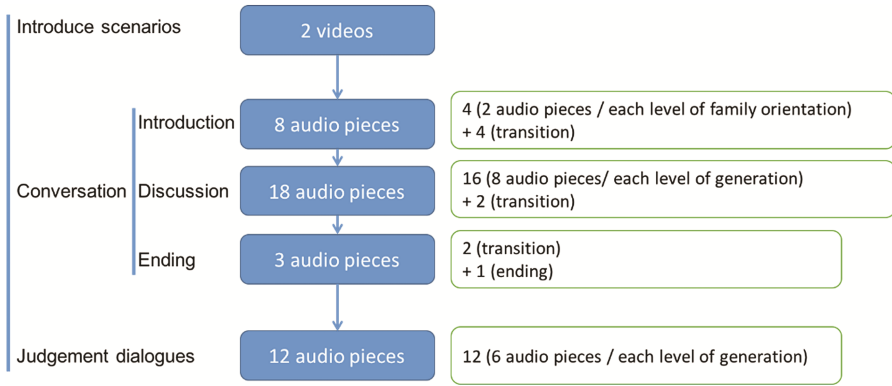 Introduce scenarios
2 videos
Introduction
8 audio pieces
4 (2 audio pieces / each level of family orientation)
+ 4 (transition)
Conversation
Discussion
18 audio pieces
16 (8 audio pieces/ each level of generation)
+ 2 (transition)
Ending
3 audio pieces
2 (transition)
+ 1 (ending)
Judgement dialogues
12 audio pieces
12 (6 audio pieces / each level of generation)